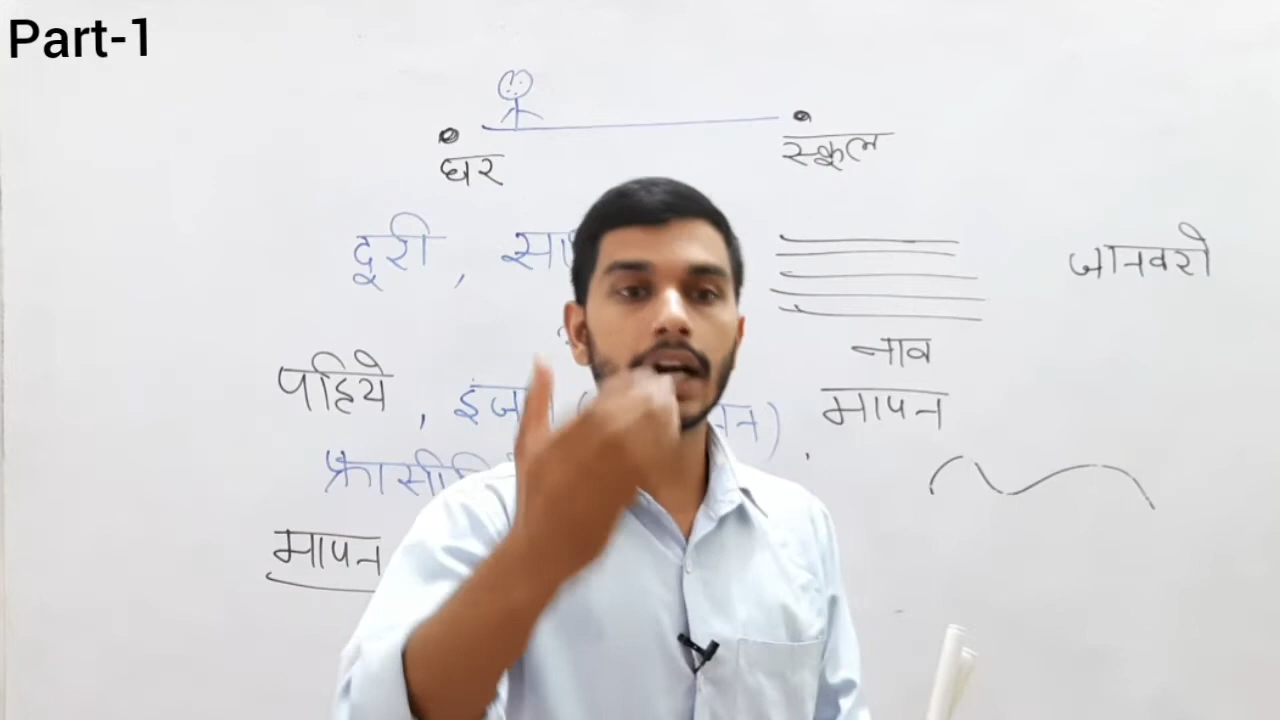 Part-1
घर
स्कूल
दूरी ,
जानवरो
नाव
पहिये ,
मापन
मापन